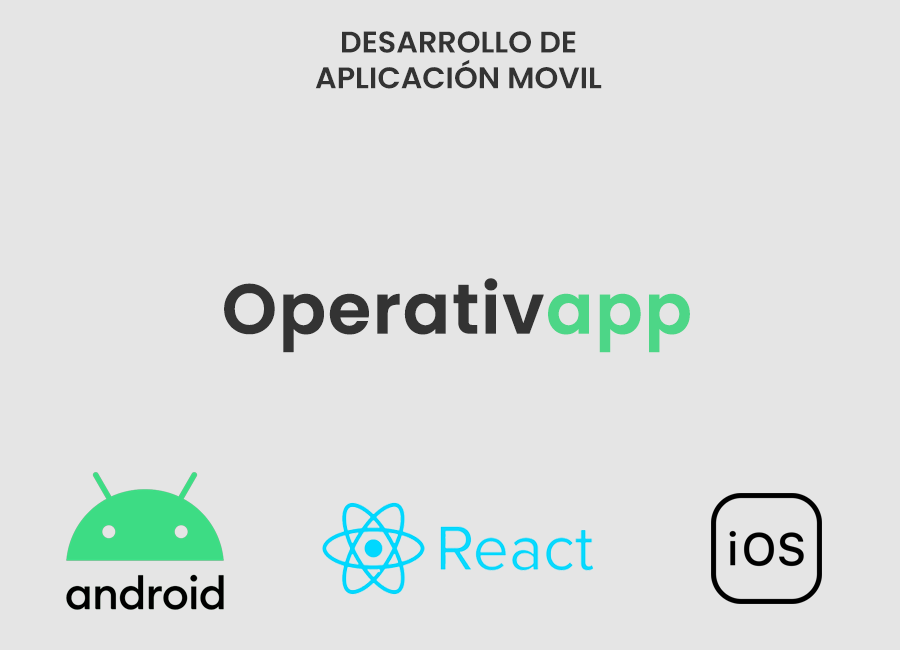 DESARROLLO DE
APLICACIÓN MOVIL
Operativapp
android
React
iOS